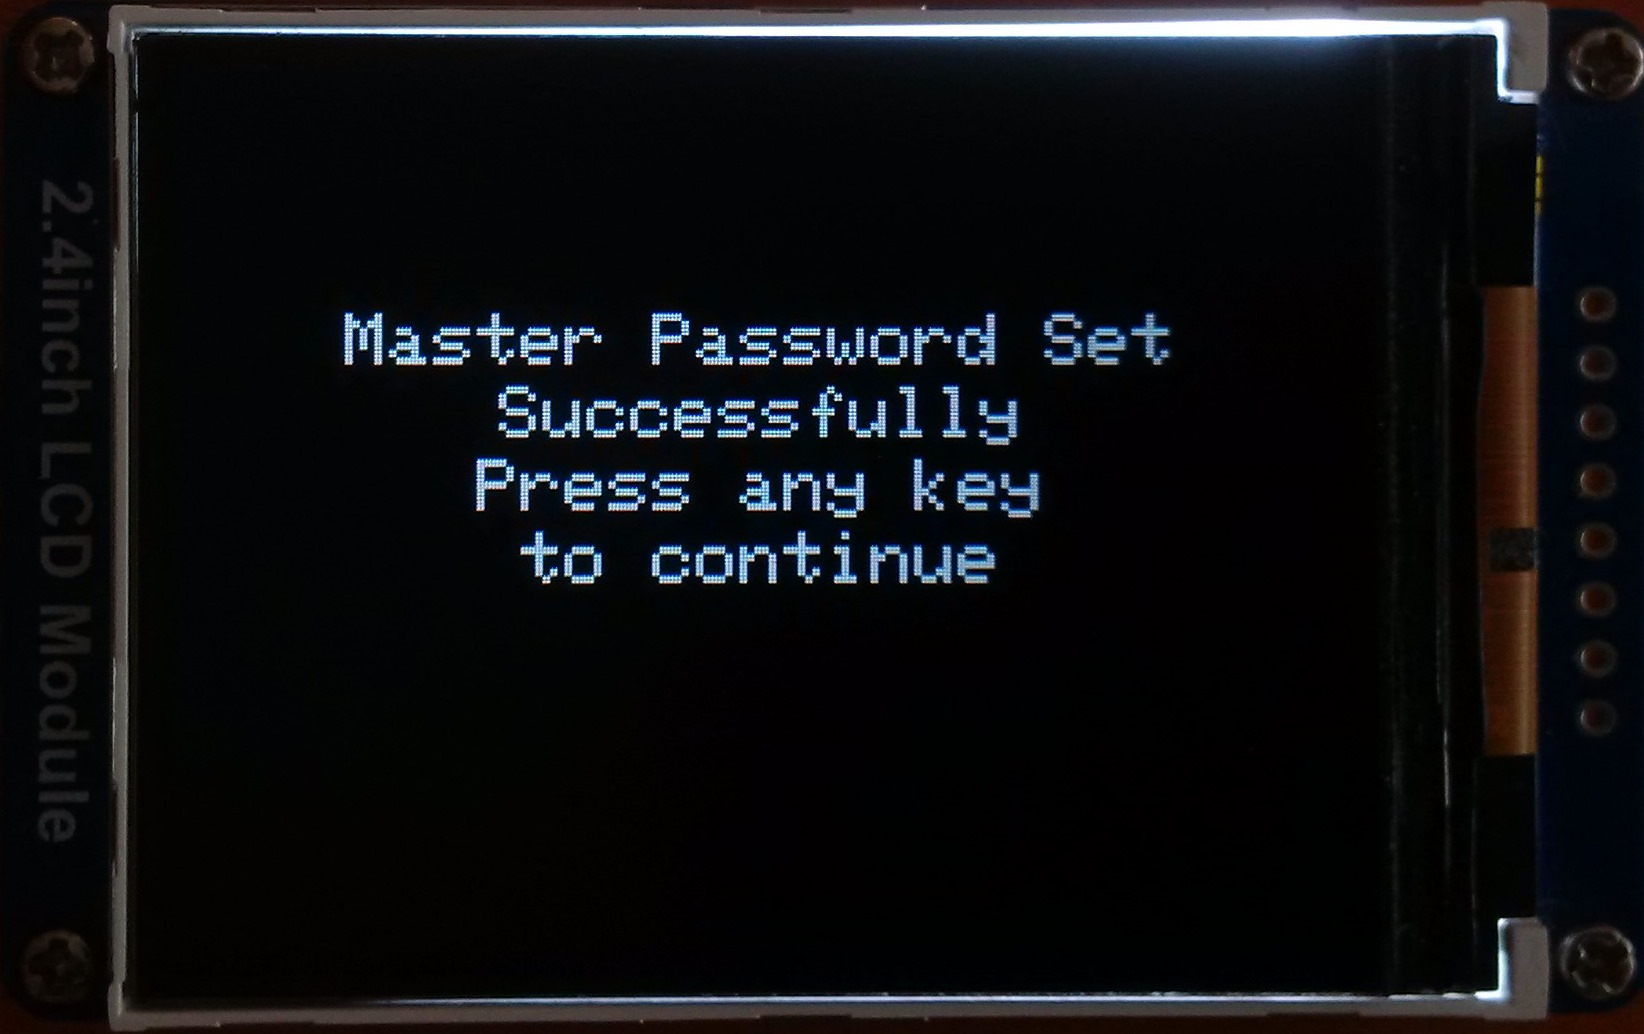 2.4inch LCD Module
Master Password Set
Successfully
Press any key
to continue